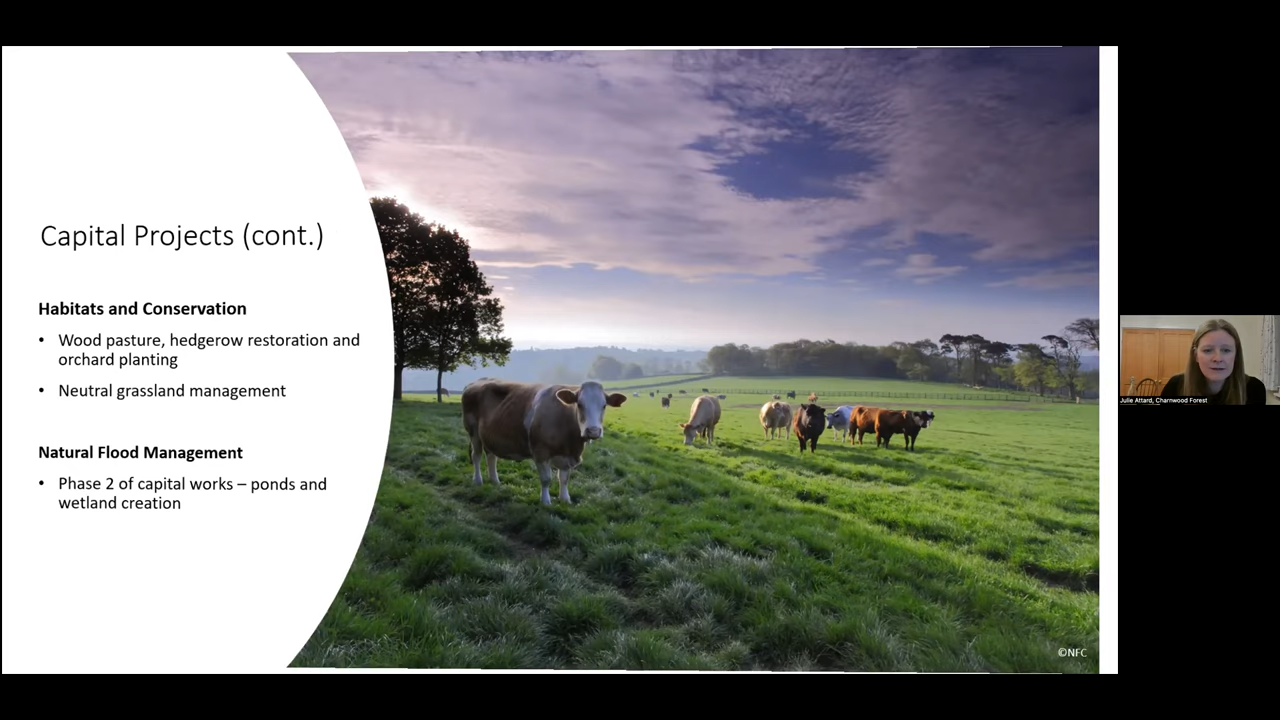 Capital Projects (cont.)
Habitats and Conservation
• Wood pasture, hedgerow restoration and
orchard planting
• Neutral grassland management
Natural Flood Management
• Phase 2 of capital works – ponds and
wetland creation
©NFC
Julie Attard, Charnwood Forest